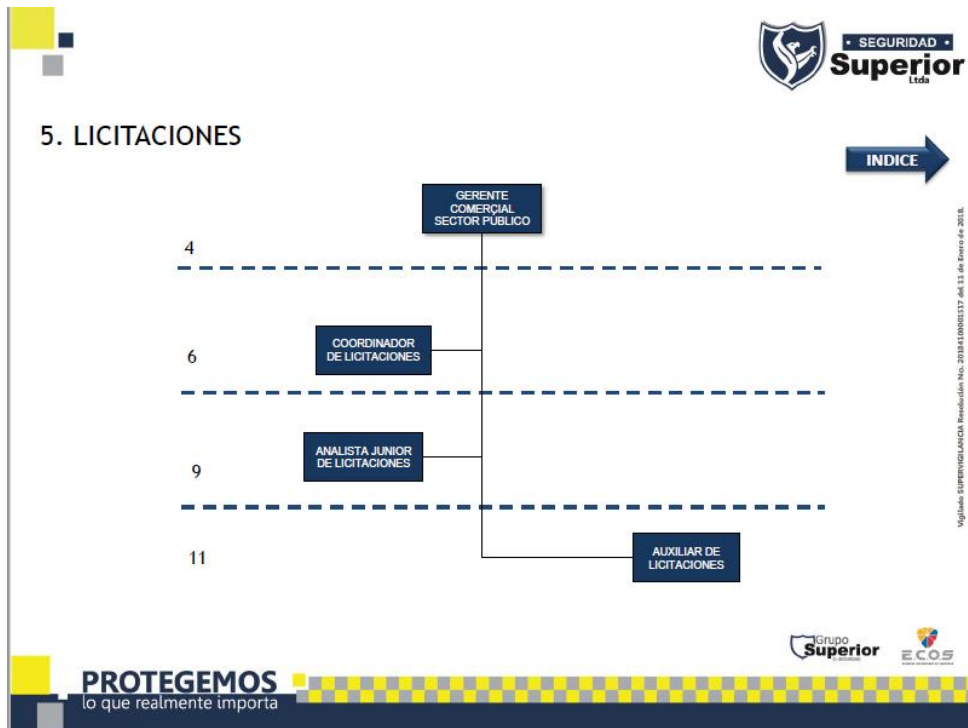 • SEGURIDAD •
Superior
Ltda
5. LICITACIONES
INDICE
GERENTE
COMERCIAL
SECTOR PÚBLICO
4
COORDINADOR
DE LICITACIONES
6
ANALISTA JUNIOR
DE LICITACIONES
9
11
AUXILIAR DE
LICITACIONES
Vigilado SUPERVIGILANCIA Resolución No. 20184100001517 del 11 de Enero de 2018.
Grupo
Superior
E.C.O.S
PROTEGEMOS
lo que realmente importa